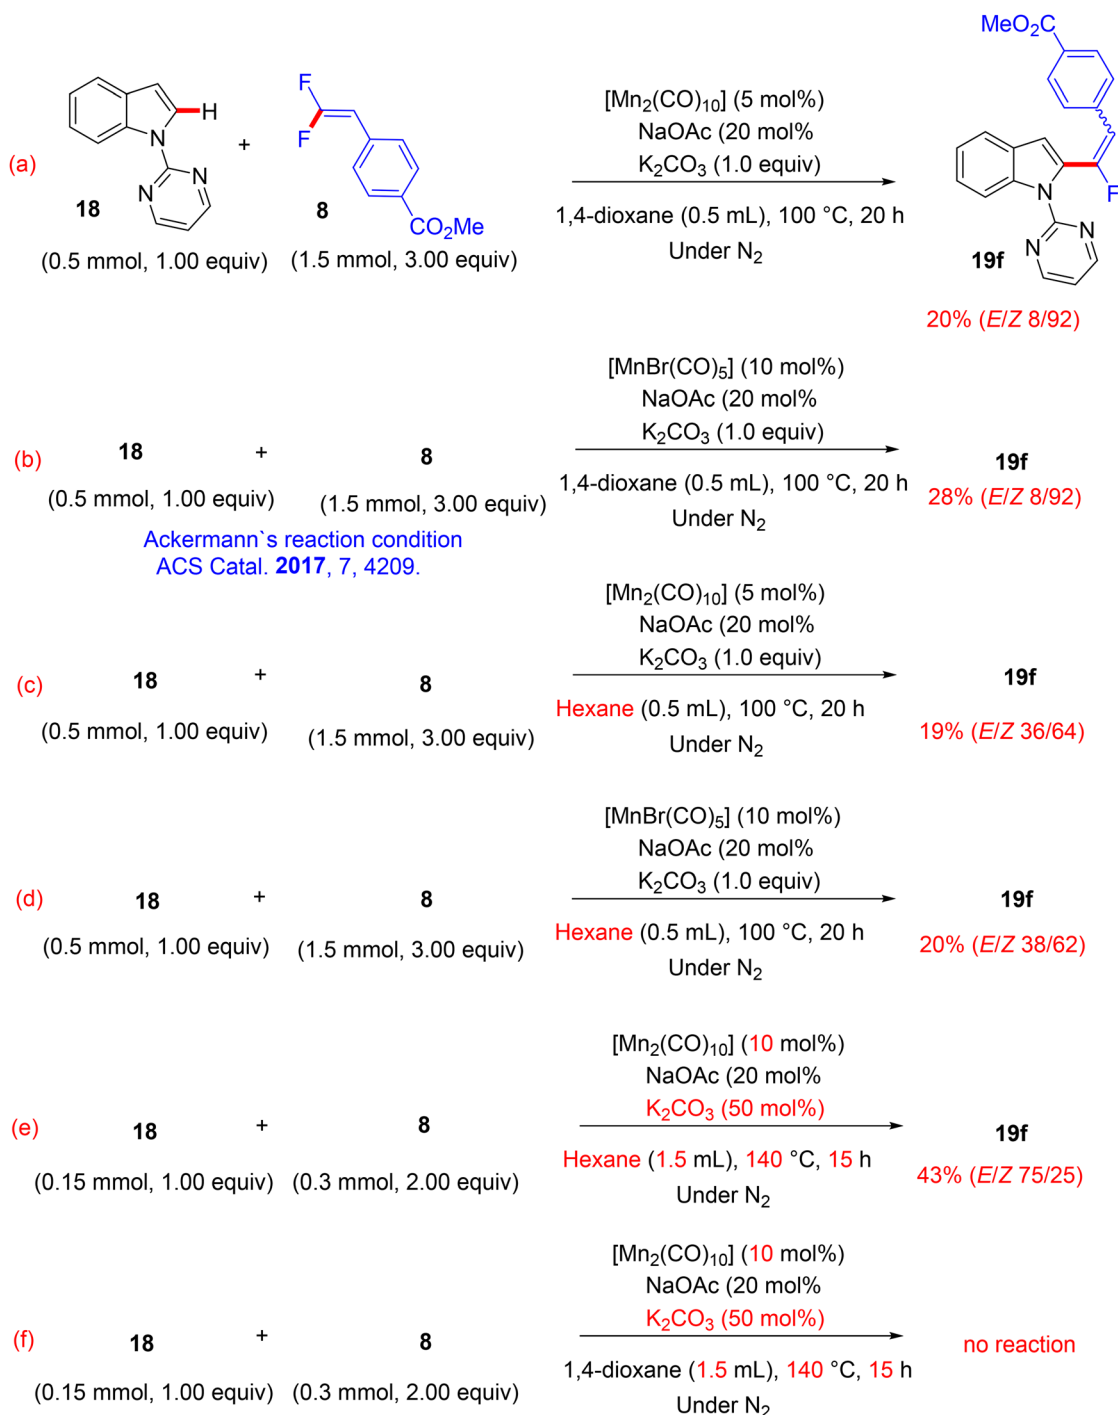 MeO2C
F
F
H
N
N
N
CO2Me
(a)
+
18
8
(0.5 mmol, 1.00 equiv)
(1.5 mmol, 3.00 equiv)
[Mn2(CO)10] (5 mol%)
NaOAc (20 mol%
K2CO3 (1.0 equiv)
1,4-dioxane (0.5 mL), 100 °C, 20 h
Under N2
N
F
N
N
19f
20% (E/Z 8/92)
(b)
18
+
8
(0.5 mmol, 1.00 equiv)
(1.5 mmol, 3.00 equiv)
Ackermann`s reaction condition
ACS Catal. 2017, 7, 4209.
[MnBr(CO)5] (10 mol%)
NaOAc (20 mol%
K2CO3 (1.0 equiv)
1,4-dioxane (0.5 mL), 100 °C, 20 h
Under N2
19f
28% (E/Z 8/92)
(c)
18
+
8
(0.5 mmol, 1.00 equiv)
(1.5 mmol, 3.00 equiv)
[Mn2(CO)10] (5 mol%)
NaOAc (20 mol%
K2CO3 (1.0 equiv)
Hexane (0.5 mL), 100 °C, 20 h
Under N2
19f
19% (E/Z 36/64)
(d)
18
+
8
(0.5 mmol, 1.00 equiv)
(1.5 mmol, 3.00 equiv)
[MnBr(CO)5] (10 mol%)
NaOAc (20 mol%
K2CO3 (1.0 equiv)
Hexane (0.5 mL), 100 °C, 20 h
Under N2
19f
20% (E/Z 38/62)
(e)
18
+
8
(0.15 mmol, 1.00 equiv)
(0.3 mmol, 2.00 equiv)
[Mn2(CO)10] (10 mol%)
NaOAc (20 mol%
K2CO3 (50 mol%)
Hexane (1.5 mL), 140 °C, 15 h
Under N2
19f
43% (E/Z 75/25)
(f)
18
+
8
(0.15 mmol, 1.00 equiv)
(0.3 mmol, 2.00 equiv)
[Mn2(CO)10] (10 mol%)
NaOAc (20 mol%
K2CO3 (50 mol%)
1,4-dioxane (1.5 mL), 140 °C, 15 h
Under N2
no reaction